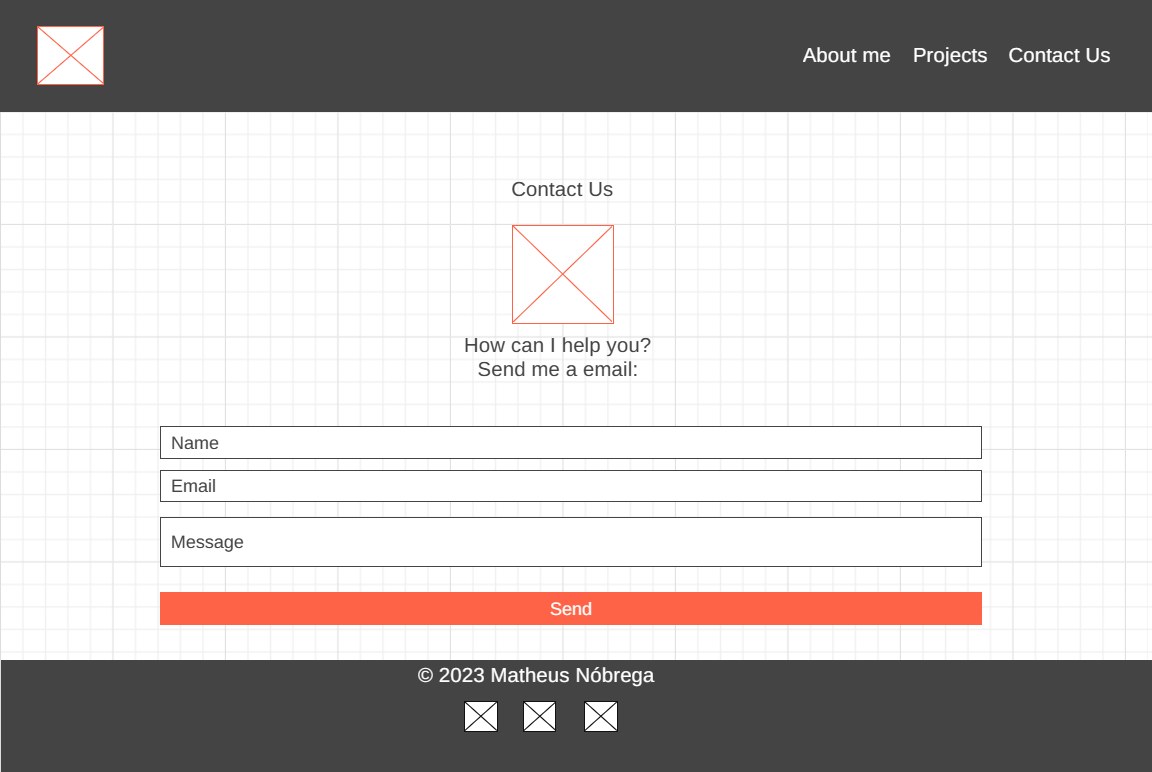 About me Projects Contact Us
Contact Us
How can I help you?
Send me a email:
Name
Email
Message
Send
© 2023 Matheus Nóbrega